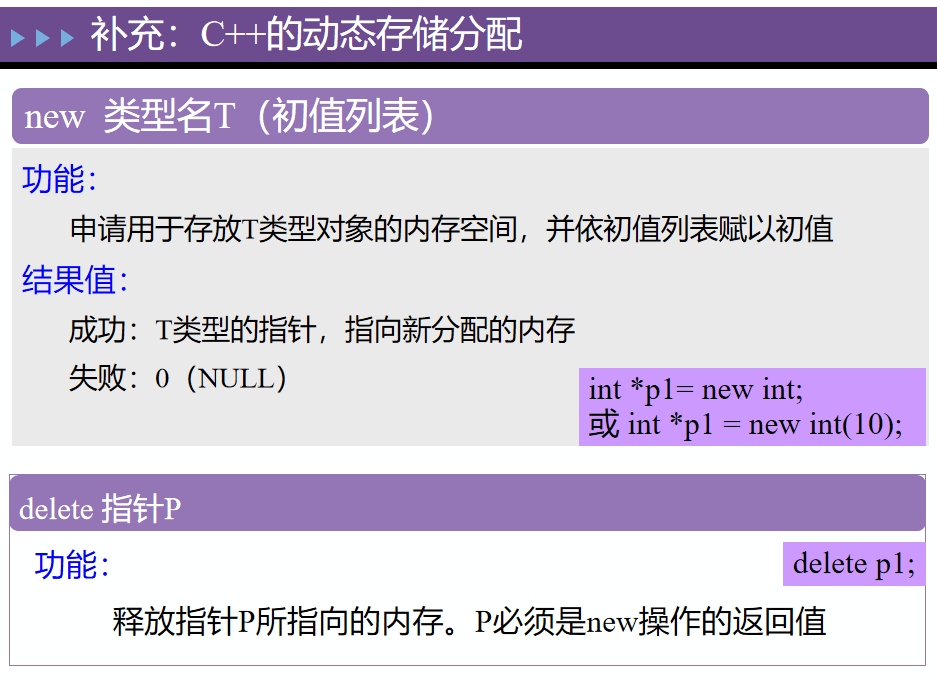 补充：C++的动态存储分配
new 类型名T（初值列表）
功能：
申请用于存放T类型对象的内存空间，并依初值列表赋以初值
结果值：
成功：T类型的指针，指向新分配的内存
失败：0（NULL）
int *p1= new int;
或 int *p1 = new int(10);
delete 指针P
功能：
delete p1;
释放指针P所指向的内存。P必须是new操作的返回值